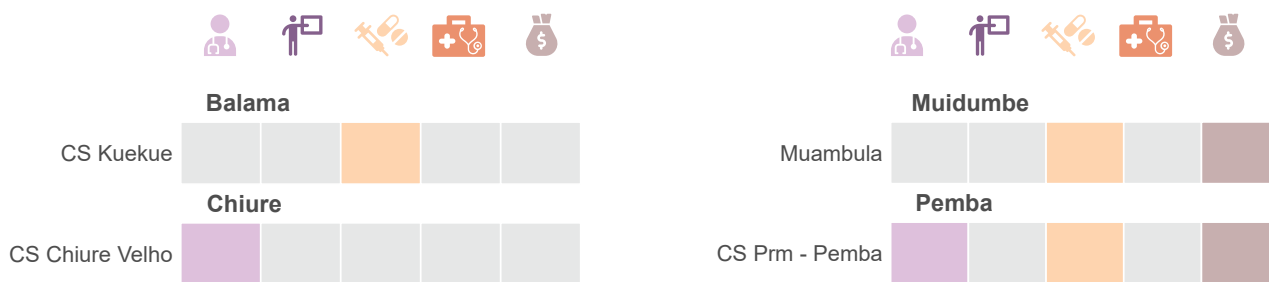 Balama
CS Kuekue
Chiure
CS Chiure Velho
$
Muidumbe
Muambula
Pemba
CS Prm - Pemba
$